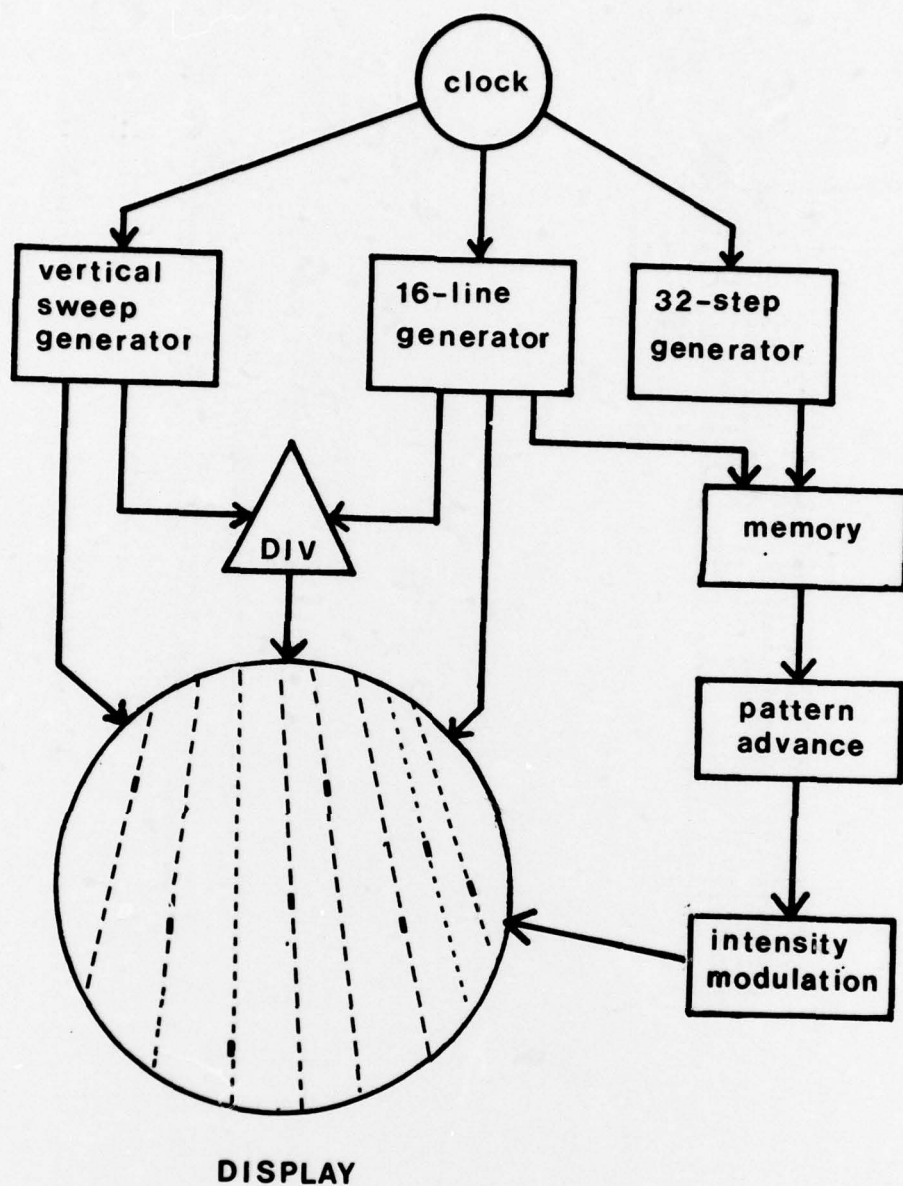 clock
vertical
sweep
generator
16-line
generator
32-step
generator
DIV
memory
pattern
advance
intensity
modulation
DISPLAY